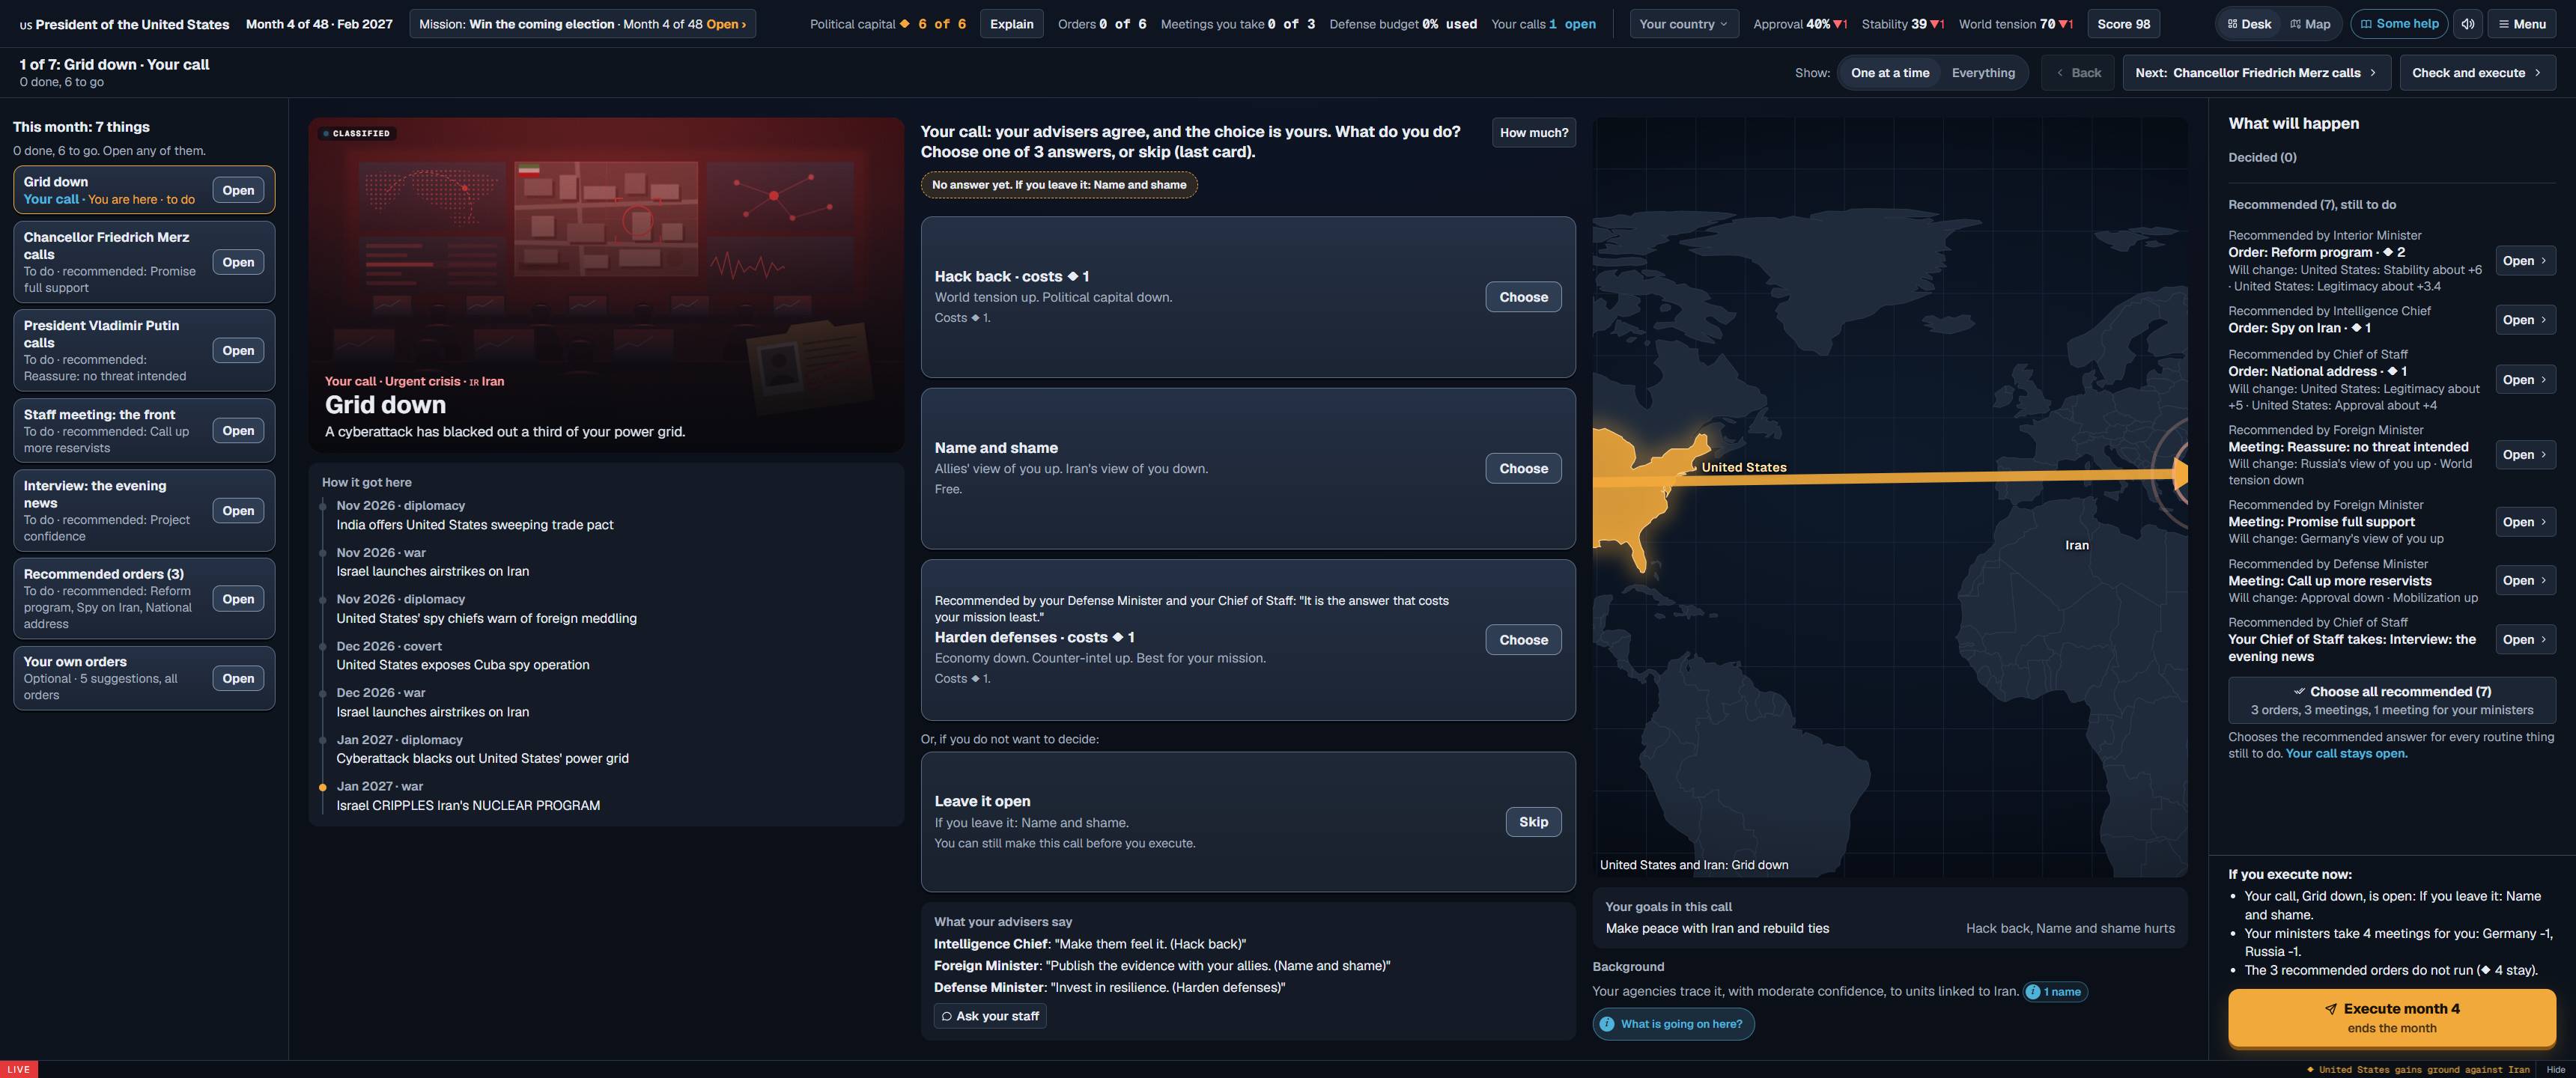 US President of the United States
Month 4 of 48 · Feb 2027
Mission: Win the coming election · Month 4 of 48 Open ›
Political capital ◆ 6 of 6
Explain
Orders 0 of 6
Meetings you take 0 of 3
Defense budget 0% used
Your calls 1 open
Your country
Approval 40% ▼1
Stability 39 ▼1
World tension 70 ▼1
Score 98
Desk
Map
Some help
Menu
1 of 7: Grid down · Your call
0 done, 6 to go
Show:
One at a time
Everything
Back
Next: Chancellor Friedrich Merz calls
Check and execute
This month: 7 things
0 done, 6 to go. Open any of them.
Grid down
Your call · You are here · to do
Open
Chancellor Friedrich Merz
calls
To do · recommended: Promise
full support
Open
President Vladimir Putin
calls
To do · recommended:
Reassure: no threat intended
Open
Staff meeting: the front
To do · recommended: Call up
more reservists
Open
Interview: the evening
news
To do · recommended: Project
confidence
Open
Recommended orders (3)
To do · recommended: Reform
program, Spy on Iran, National
address
Open
Your own orders
Optional · 5 suggestions, all
orders
Open
CLASSIFIED
Your call · Urgent crisis · IR Iran
Grid down
A cyberattack has blacked out a third of your power grid.
How it got here
Nov 2026 · diplomacy
India offers United States sweeping trade pact
Nov 2026 · war
Israel launches airstrikes on Iran
Nov 2026 · diplomacy
United States' spy chiefs warn of foreign meddling
Dec 2026 · covert
United States exposes Cuba spy operation
Dec 2026 · war
Israel launches airstrikes on Iran
Jan 2027 · diplomacy
Cyberattack blacks out United States' power grid
Jan 2027 · war
Israel CRIPPLES Iran's NUCLEAR PROGRAM
Your call: your advisers agree, and the choice is yours. What do you do?
Choose one of 3 answers, or skip (last card).
How much?
No answer yet. If you leave it: Name and shame
Hack back · costs ◆ 1
World tension up. Political capital down.
Costs ◆ 1.
Choose
Name and shame
Allies' view of you up. Iran's view of you down.
Free.
Choose
Recommended by your Defense Minister and your Chief of Staff: "It is the answer that costs
your mission least."
Harden defenses · costs ◆ 1
Economy down. Counter-intel up. Best for your mission.
Costs ◆ 1.
Choose
Or, if you do not want to decide:
Leave it open
If you leave it: Name and shame.
You can still make this call before you execute.
Skip
What your advisers say
Intelligence Chief: "Make them feel it. (Hack back)"
Foreign Minister: "Publish the evidence with your allies. (Name and shame)"
Defense Minister: "Invest in resilience. (Harden defenses)"
Ask your staff
United States
Iran
United States and Iran: Grid down
Your goals in this call
Make peace with Iran and rebuild ties
Hack back, Name and shame hurts
Background
Your agencies trace it, with moderate confidence, to units linked to Iran.
i 1 name
i What is going on here?
What will happen
Decided (0)
Recommended (7), still to do
Recommended by Interior Minister
Order: Reform program · ◆ 2
Will change: United States: Stability about +6
· United States: Legitimacy about +3.4
Open
Recommended by Intelligence Chief
Order: Spy on Iran · ◆ 1
Open
Recommended by Chief of Staff
Order: National address · ◆ 1
Will change: United States: Legitimacy about
+5 · United States: Approval about +4
Open
Recommended by Foreign Minister
Meeting: Reassure: no threat intended
Will change: Russia's view of you up · World
tension down
Open
Recommended by Foreign Minister
Meeting: Promise full support
Will change: Germany's view of you up
Open
Recommended by Defense Minister
Meeting: Call up more reservists
Will change: Approval down · Mobilization up
Open
Recommended by Chief of Staff
Your Chief of Staff takes: Interview: the
evening news
Open
Choose all recommended (7)
3 orders, 3 meetings, 1 meeting for your ministers
Chooses the recommended answer for every routine thing
still to do. Your call stays open.
If you execute now:
• Your call, Grid down, is open: If you leave it: Name
and shame.
• Your ministers take 4 meetings for you: Germany -1,
Russia -1.
• The 3 recommended orders do not run (◆ 4 stay).
Execute month 4
ends the month
LIVE
◆ United States gains ground against Iran
Hide